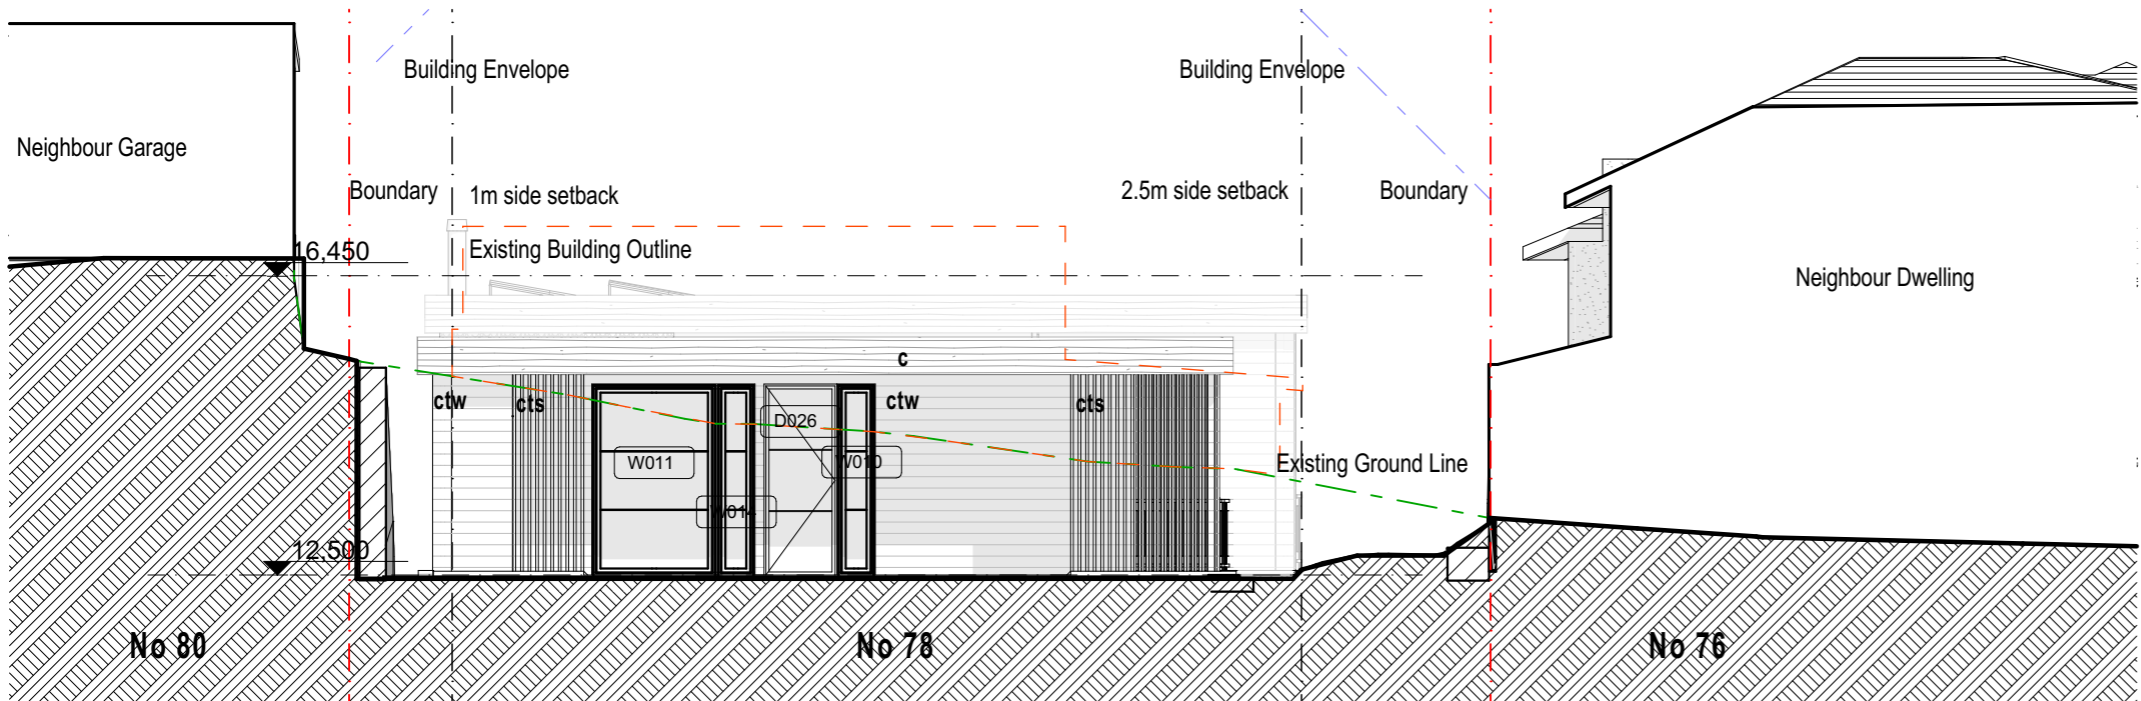 Building Envelope
Building Envelope
Neighbour Garage
Boundary
1m side setback
2.5m side setback
Boundary
16,450
Existing Building Outline
Neighbour Dwelling
c
ctw
cts
ctw
cts
D026
W011
W010
Existing Ground Line
W014
12,500
No 80
No 78
No 76